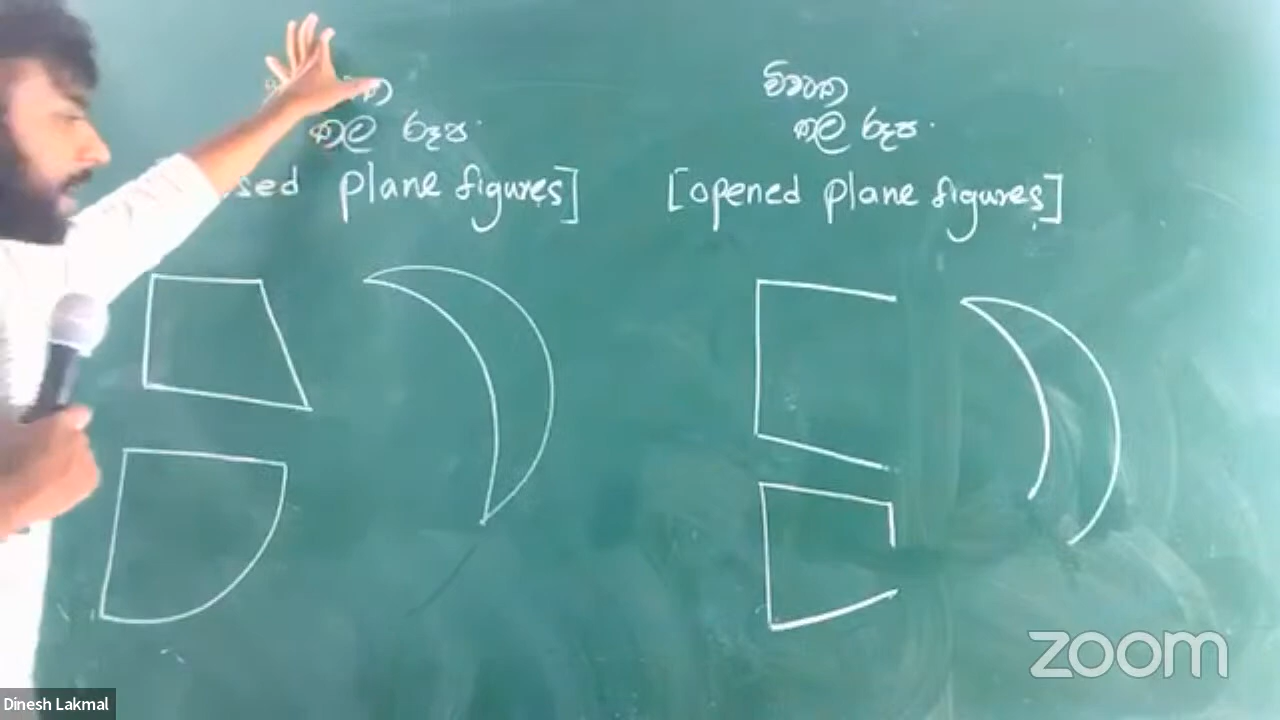 තල රූප.
sed plane figures]
විවෘත
තල රූප.
[opened plane figures]
zoom
Dinesh Lakmal